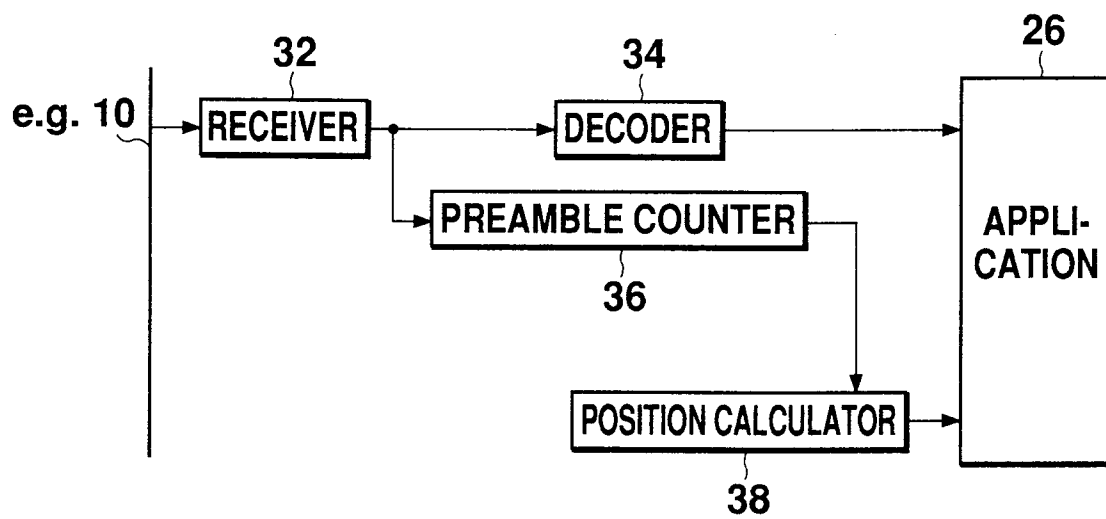 32
34
26
e.g. 10
RECEIVER
DECODER
PREAMBLE COUNTER
APPLI-
CATION
36
POSITION CALCULATOR
38